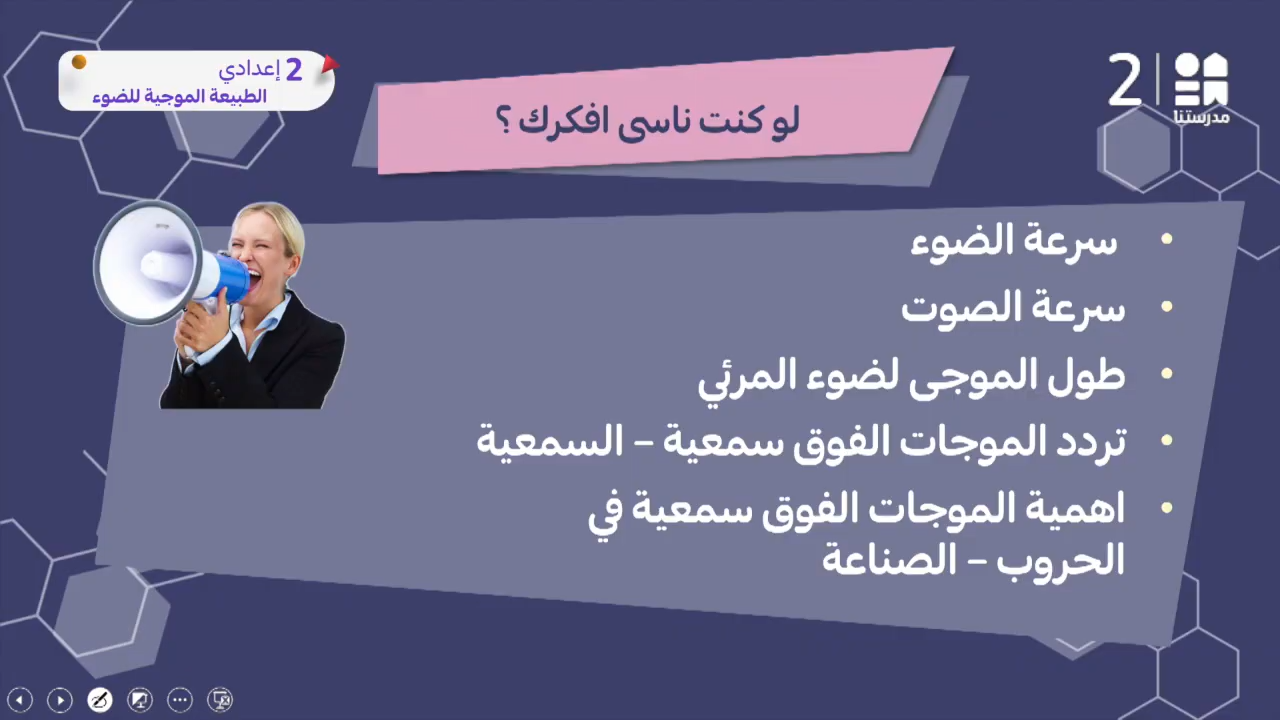 2 إعدادي
الطبيعة الموجية للضوء
2
مدرستنا
لو كنت ناسى افكرك ؟
• سرعة الضوء
• سرعة الصوت
• طول الموجى لضوء المرئي
• تردد الموجات الفوق سمعية – السمعية
• اهمية الموجات الفوق سمعية في
الحروب – الصناعة